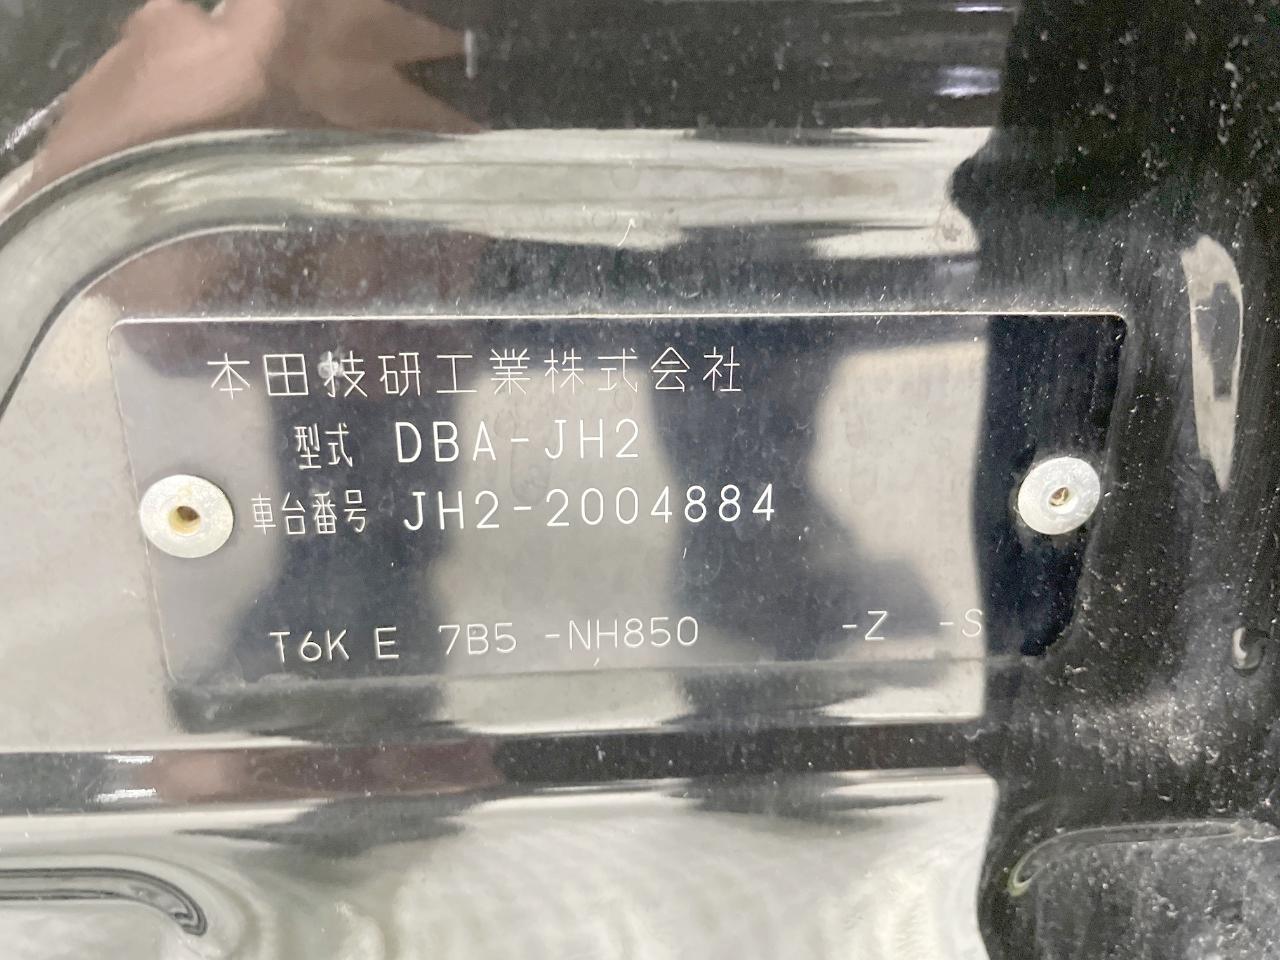 本田技研工業株式会社
型式 DBA-JH2
車台番号 JH2-2004884
T6K E 7B5 -NH850 -Z -S